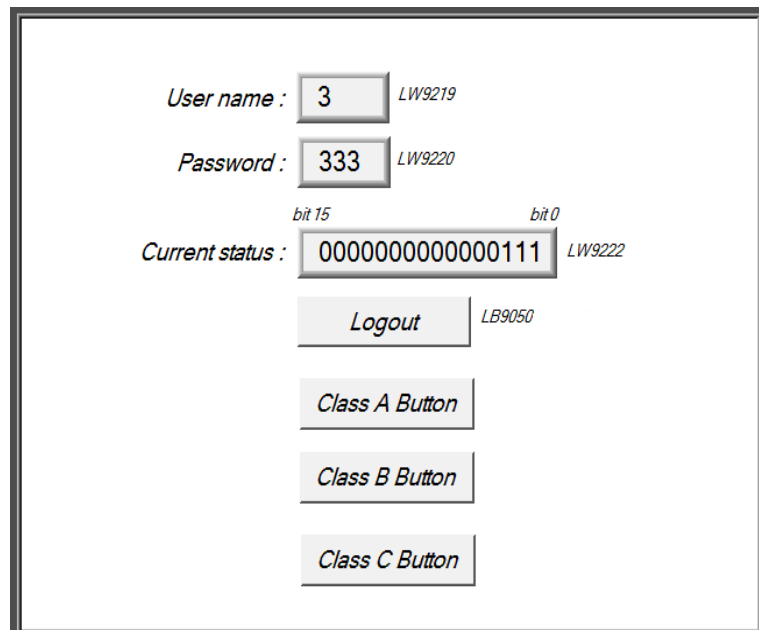 User name : 3 LW9219
Password : 333 LW9220
bit 15 bit 0
Current status : 0000000000000111 LW9222
Logout LB9050
Class A Button
Class B Button
Class C Button